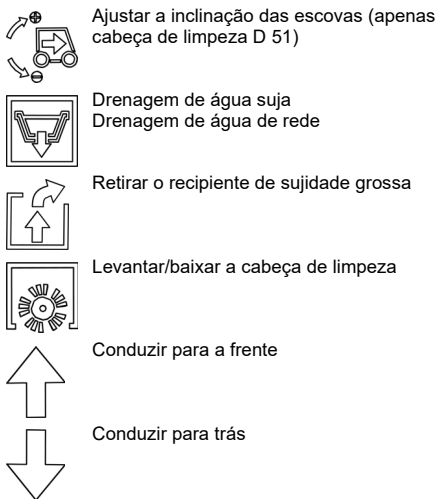 Ajustar a inclinação das escovas (apenas
cabeça de limpeza D 51)
Drenagem de água suja
Drenagem de água de rede
Retirar o recipiente de sujidade grossa
Levantar/baixar a cabeça de limpeza
Conduzir para a frente
Conduzir para trás